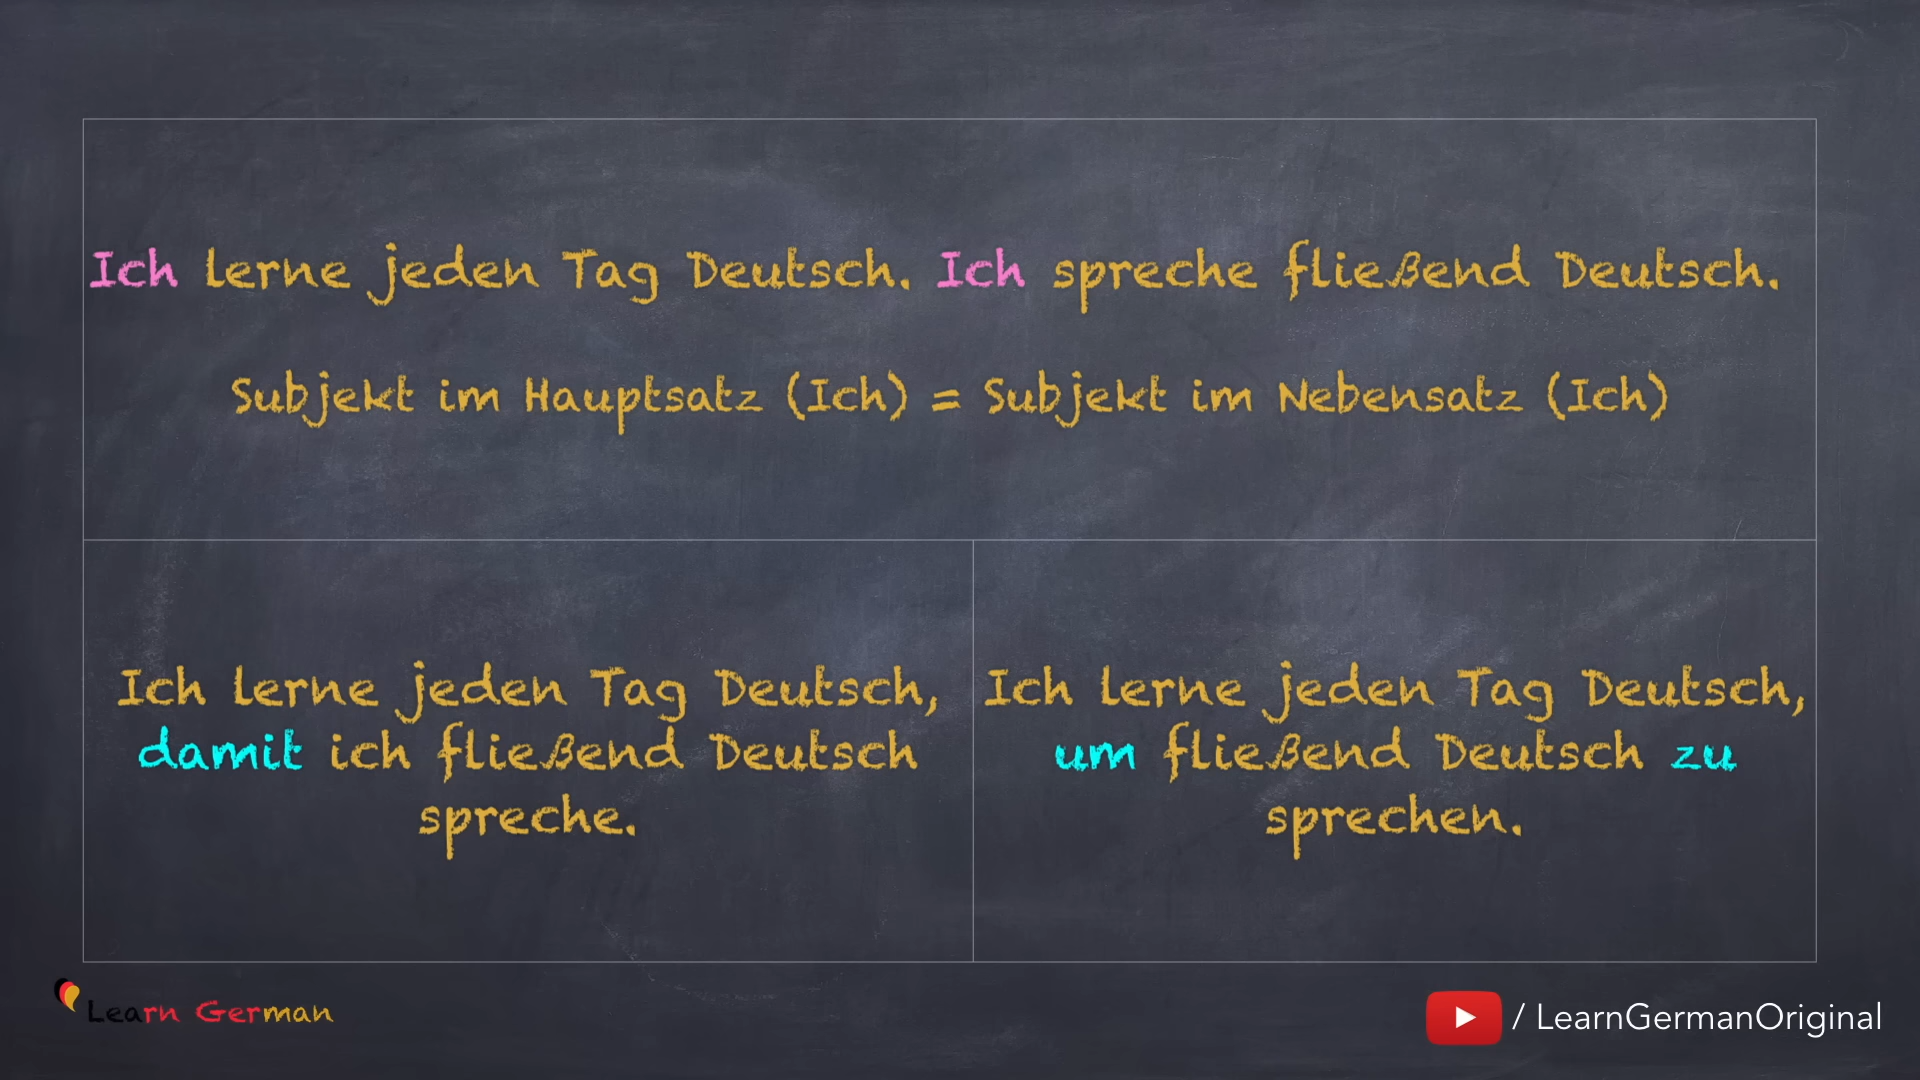 Ich lerne jeden Tag Deutsch. Ich spreche fließend Deutsch.
Subjekt im Hauptsatz (Ich) = Subjekt im Nebensatz (Ich)
Ich lerne jeden Tag Deutsch,
damit ich fließend Deutsch
spreche.
Ich lerne jeden Tag Deutsch,
um fließend Deutsch zu
sprechen.
Learn German
/ LearnGermanOriginal